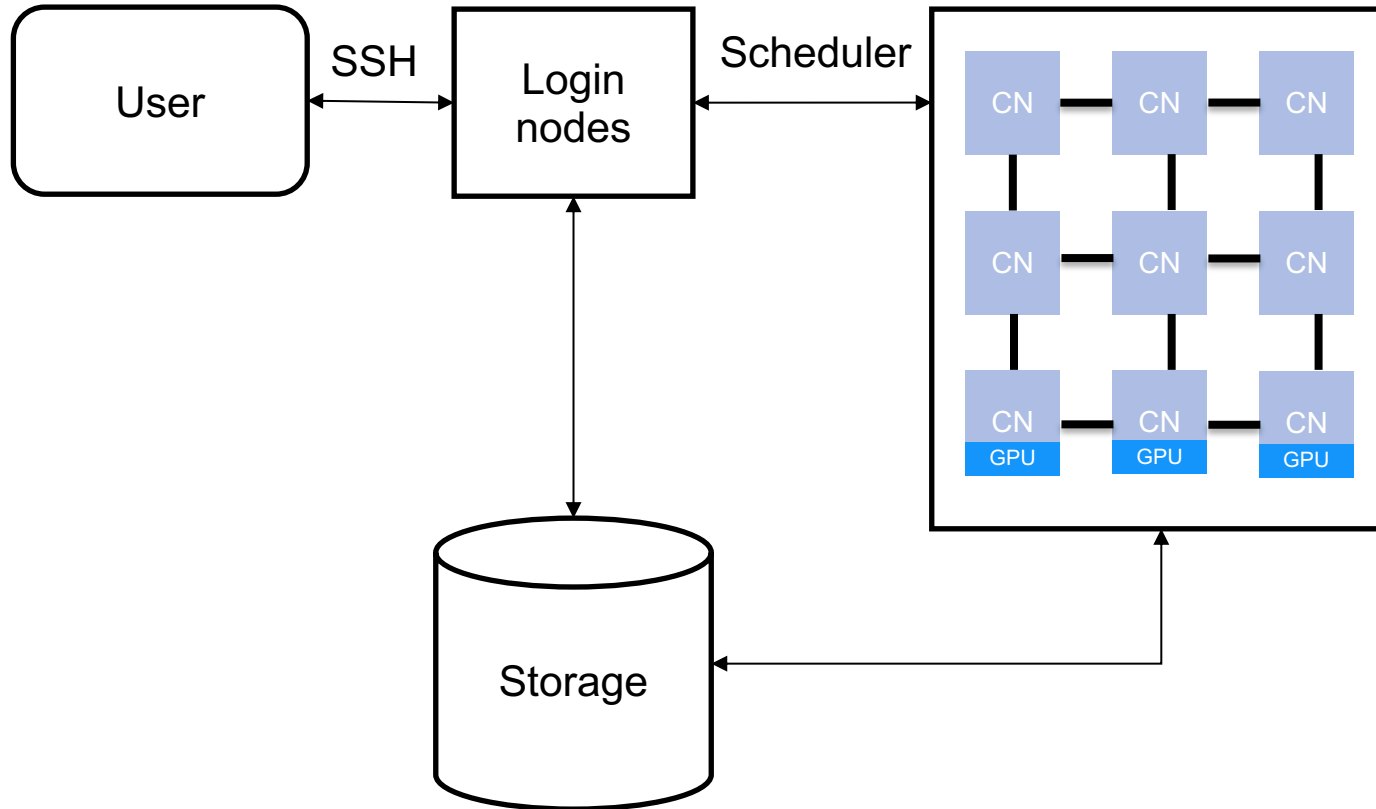 User
SSH
Login
nodes
Scheduler
CN
CN
CN
CN
CN
CN
CN
CN
CN
GPU
GPU
GPU
Storage